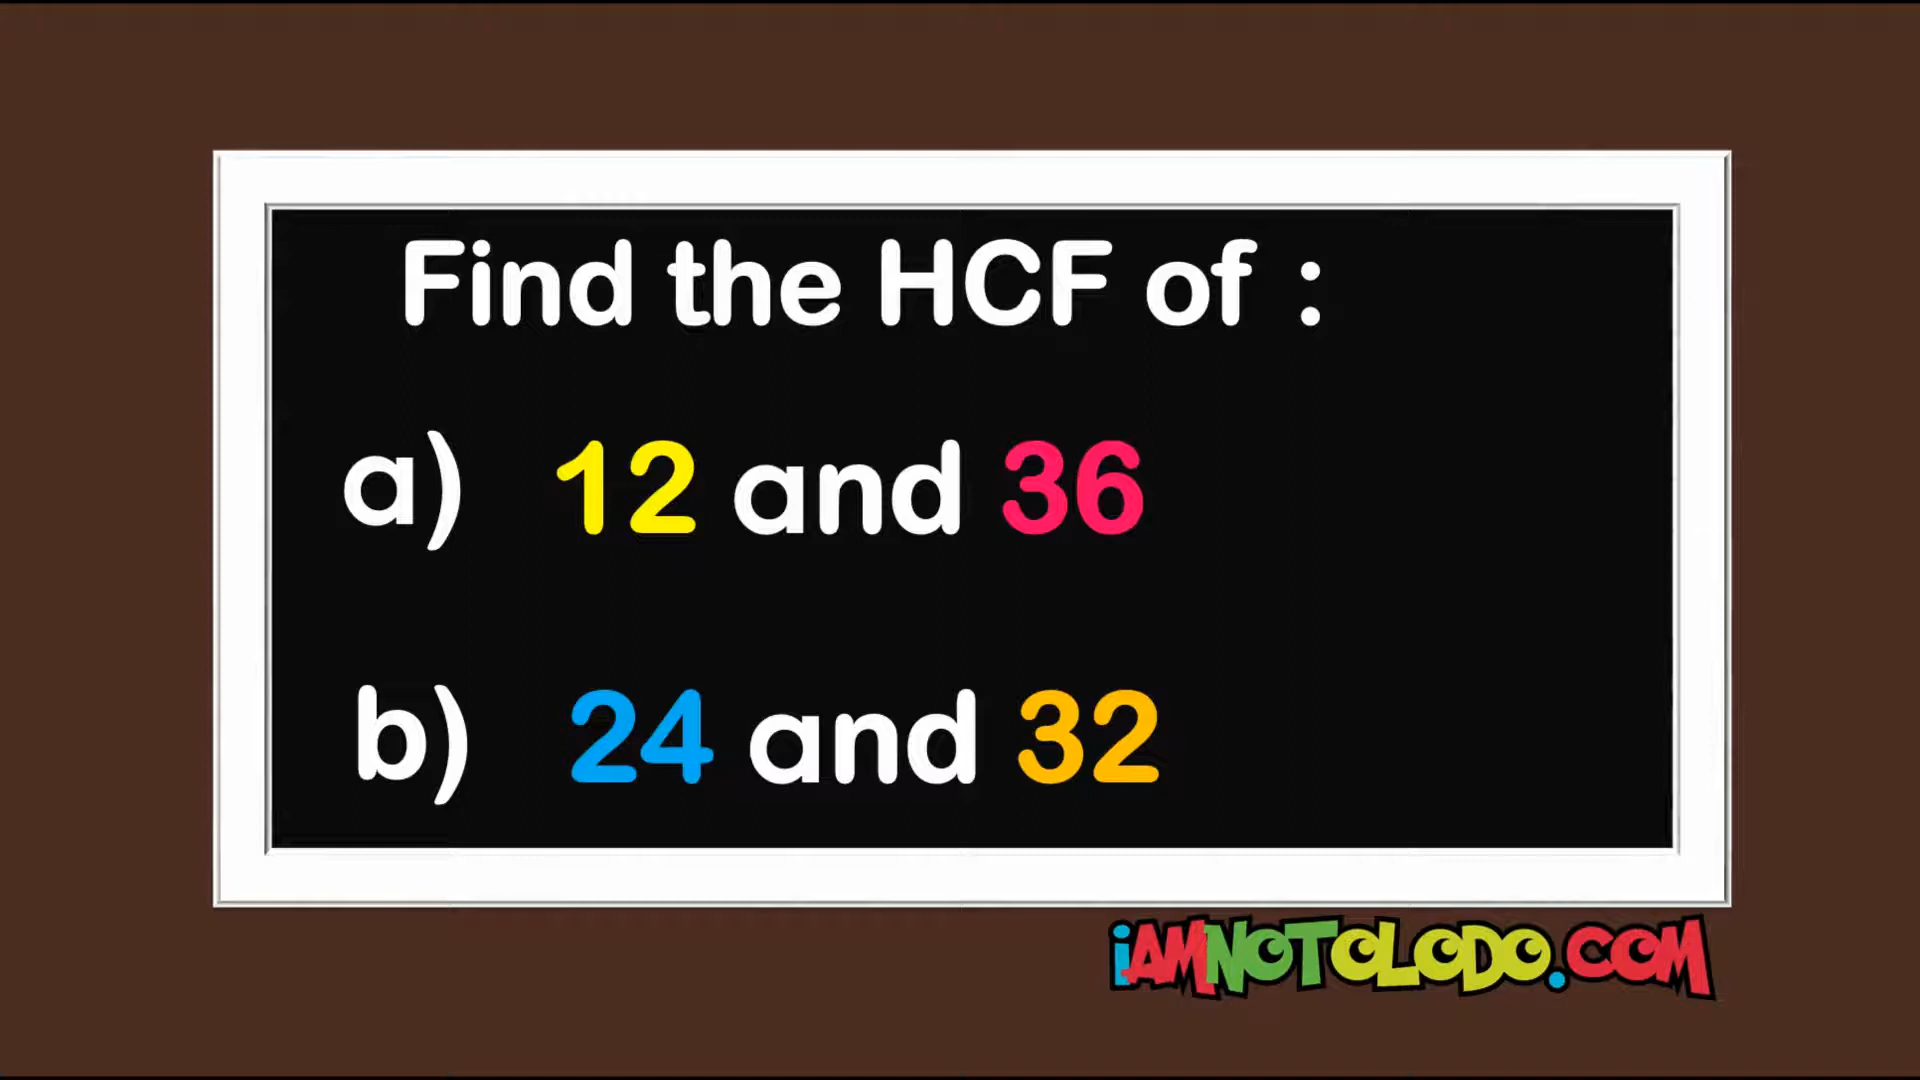 Find the HCF of :
a) 12 and 36
b) 24 and 32
iAMNOTOLODO.COM